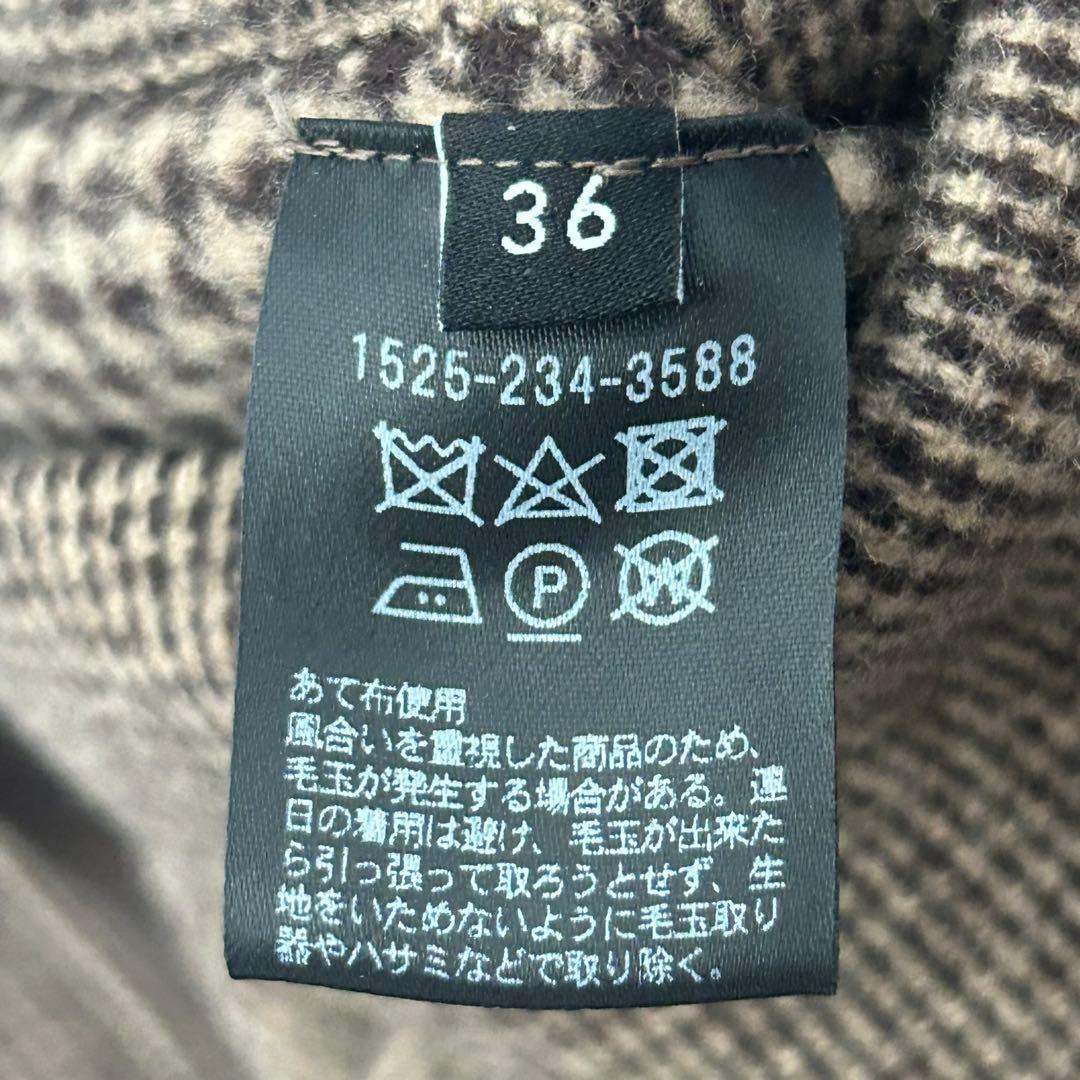 36
1525-234-3588
P
W
あて布使用
風合いを重視した商品のため、
毛玉が発生する場合がある。連
日の着用は避け、毛玉が出来た
ら引っ張って取ろうとせず、生
地をいためないように毛玉取り
器やハサミなどで取り除く。